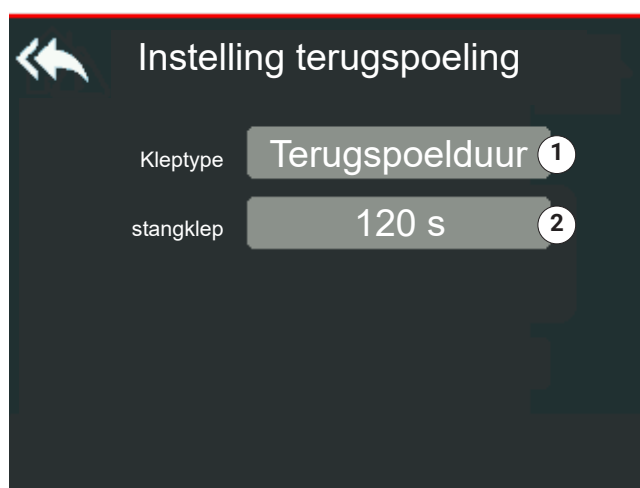 Instelling terugspoeling
Kleptype Terugspoelduur 1
stangklep 120 s 2